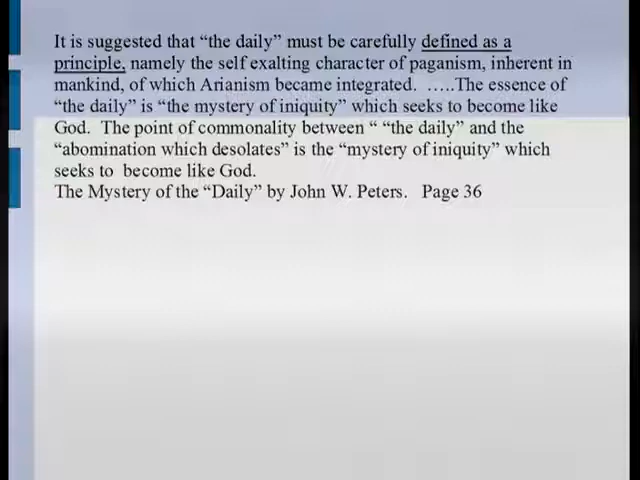 It is suggested that “the daily” must be carefully defined as a
principle, namely the self exalting character of paganism, inherent in
mankind, of which Arianism became integrated.  …..The essence of
“the daily” is “the mystery of iniquity” which seeks to become like
God.  The point of commonality between “ “the daily” and the
“abomination which desolates” is the “mystery of iniquity” which
seeks to  become like God.
The Mystery of the “Daily” by John W. Peters.   Page 36